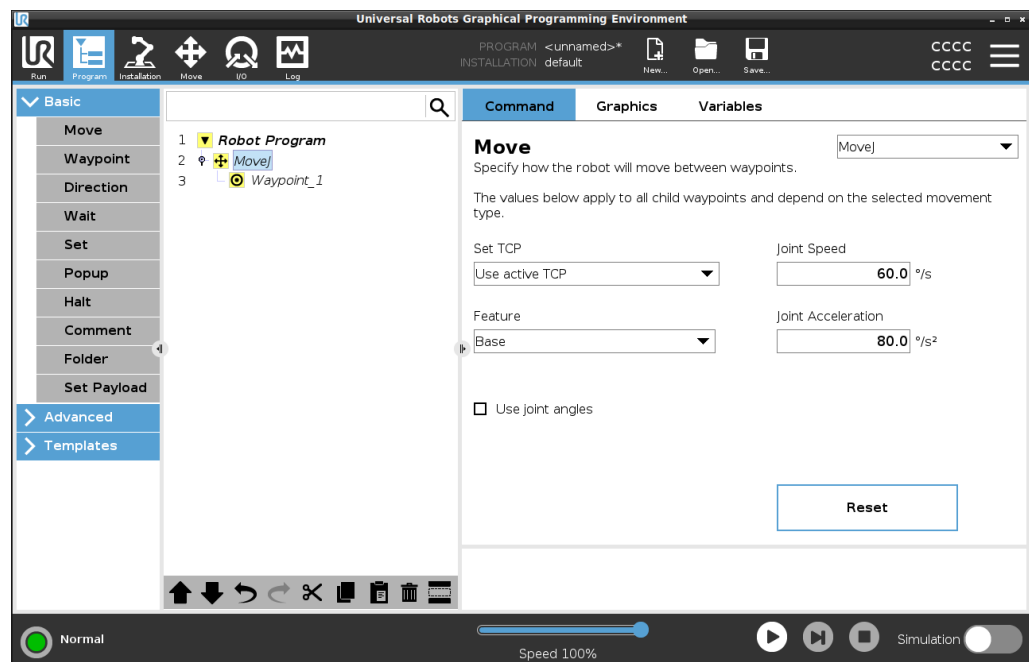 Universal Robots Graphical Programming Environment
UR
Run
Program
Installation
Move
I/O
Log
PROGRAM <unnamed>*
INSTALLATION default
New...
Open...
Save...
CCCC
CCCC
Basic
Move
Waypoint
Direction
Wait
Set
Popup
Halt
Comment
Folder
Set Payload
Advanced
Templates
1 Robot Program
2 MoveJ
3 Waypoint_1
Command Graphics Variables
Move
MoveJ
Specify how the robot will move between waypoints.
The values below apply to all child waypoints and depend on the selected movement
type.
Set TCP
Joint Speed
Use active TCP
60.0 °/s
Feature
Joint Acceleration
Base
80.0 °/s²
Use joint angles
Reset
Normal
Speed 100%
Simulation